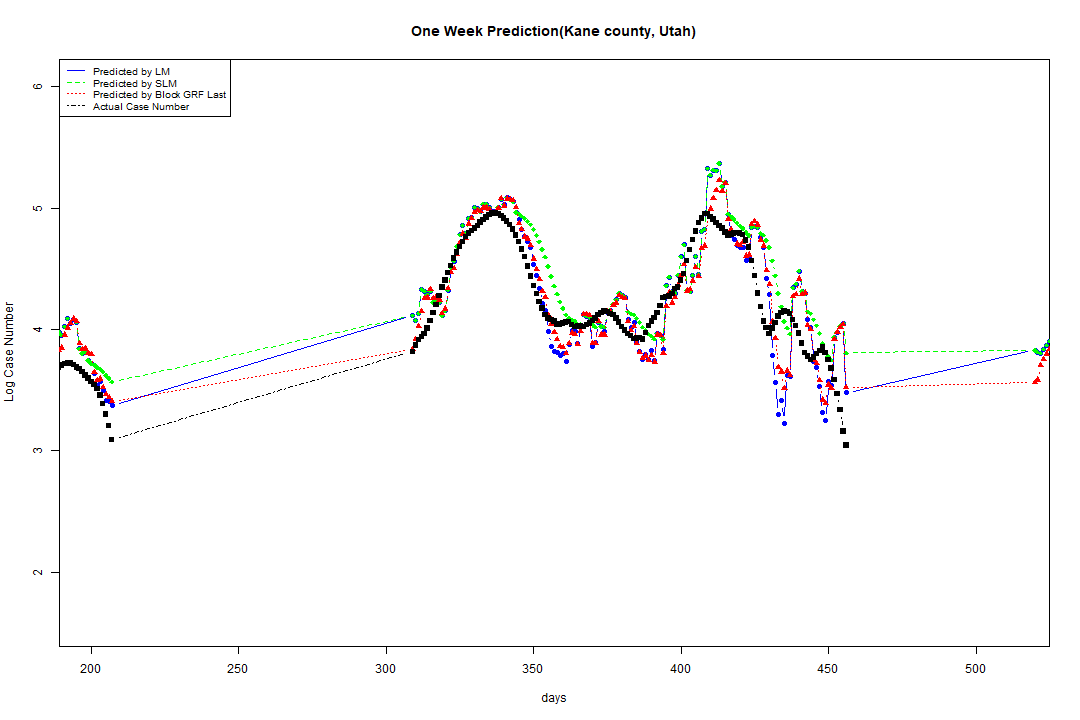 One Week Prediction(Kane county, Utah)
Predicted by LM
Predicted by SLM
Predicted by Block GRF Last
Actual Case Number
6
5
4
3
2
Log Case Number
200 250 300 350 400 450 500
days